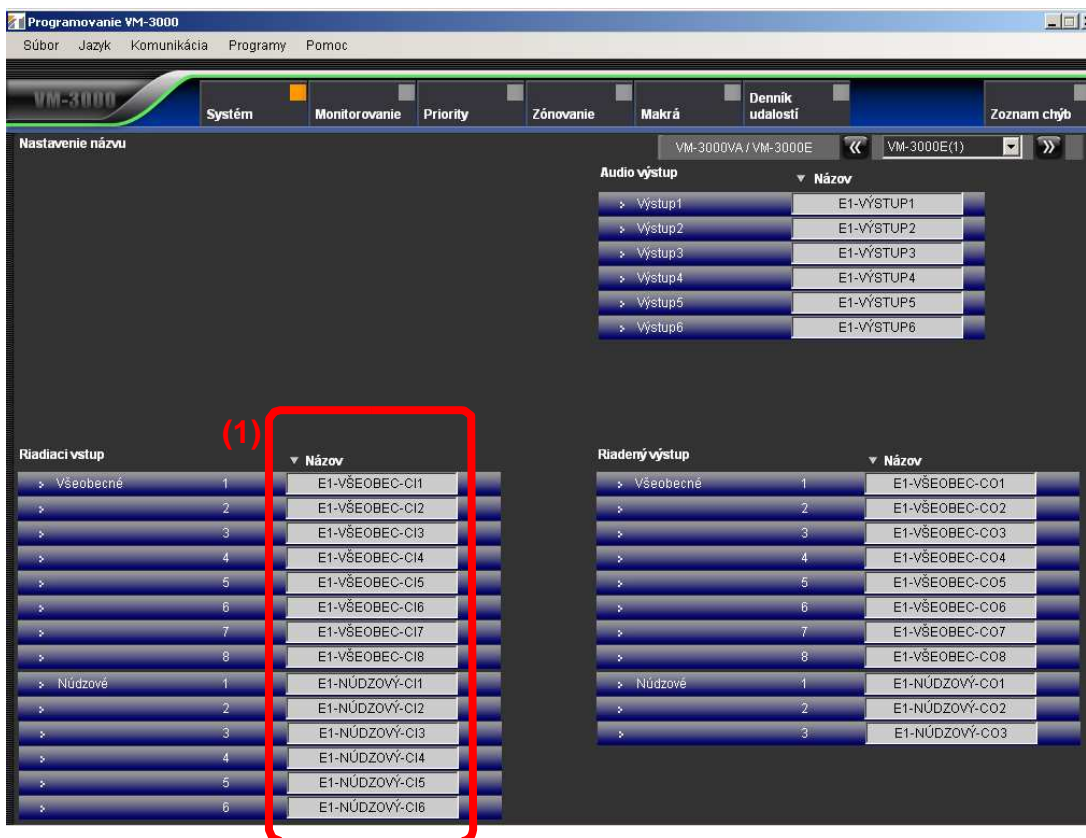 Programovanie VM-3000
Súbor Jazyk Komunikácia Programy Pomoc
VM-3000
Systém Monitorovanie Priority Zónovanie Makrá Denník udalostí Zoznam chýb
Nastavenie názvu
VM-3000VA / VM-3000E VM-3000E(1)
Audio výstup Názov
Výstup1 E1-VÝSTUP1
Výstup2 E1-VÝSTUP2
Výstup3 E1-VÝSTUP3
Výstup4 E1-VÝSTUP4
Výstup5 E1-VÝSTUP5
Výstup6 E1-VÝSTUP6
(1)
Riadiaci vstup Názov
Všeobecné 1 E1-VŠEOBEC-CI1
2 E1-VŠEOBEC-CI2
3 E1-VŠEOBEC-CI3
4 E1-VŠEOBEC-CI4
5 E1-VŠEOBEC-CI5
6 E1-VŠEOBEC-CI6
7 E1-VŠEOBEC-CI7
8 E1-VŠEOBEC-CI8
Núdzové 1 E1-NÚDZOVÝ-CI1
2 E1-NÚDZOVÝ-CI2
3 E1-NÚDZOVÝ-CI3
4 E1-NÚDZOVÝ-CI4
5 E1-NÚDZOVÝ-CI5
6 E1-NÚDZOVÝ-CI6
Riadený výstup Názov
Všeobecné 1 E1-VŠEOBEC-CO1
2 E1-VŠEOBEC-CO2
3 E1-VŠEOBEC-CO3
4 E1-VŠEOBEC-CO4
5 E1-VŠEOBEC-CO5
6 E1-VŠEOBEC-CO6
7 E1-VŠEOBEC-CO7
8 E1-VŠEOBEC-CO8
Núdzové 1 E1-NÚDZOVÝ-CO1
2 E1-NÚDZOVÝ-CO2
3 E1-NÚDZOVÝ-CO3